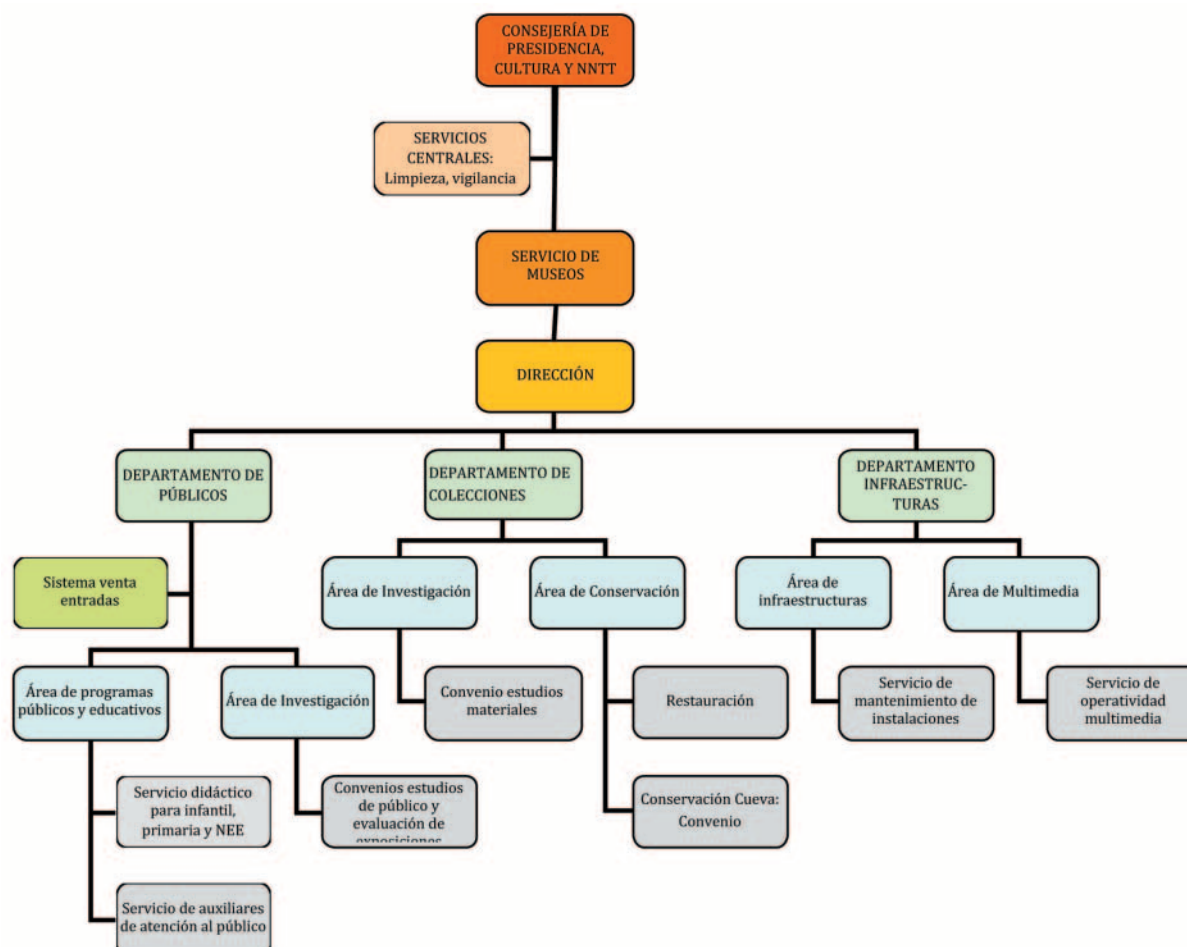 CONSEJERÍA DE
PRESIDENCIA,
CULTURA Y NNTT
SERVICIOS
CENTRALES:
Limpieza, vigilancia
SERVICIO DE
MUSEOS
DIRECCIÓN
DEPARTAMENTO DE
PÚBLICOS
DEPARTAMENTO DE
COLECCIONES
DEPARTAMENTO
INFRAESTRUC-
TURAS
Sistema venta
entradas
Área de Investigación
Área de Conservación
Área de
infraestructuras
Área de Multimedia
Área de programas
públicos y educativos
Área de Investigación
Convenio estudios
materiales
Restauración
Servicio de
mantenimiento de
instalaciones
Servicio de
operatividad
multimedia
Servicio didáctico
para infantil,
primaria y NEE
Convenios estudios
de público y
evaluación de
exposiciones
Conservación Cueva:
Convenio
Servicio de auxiliares
de atención al público